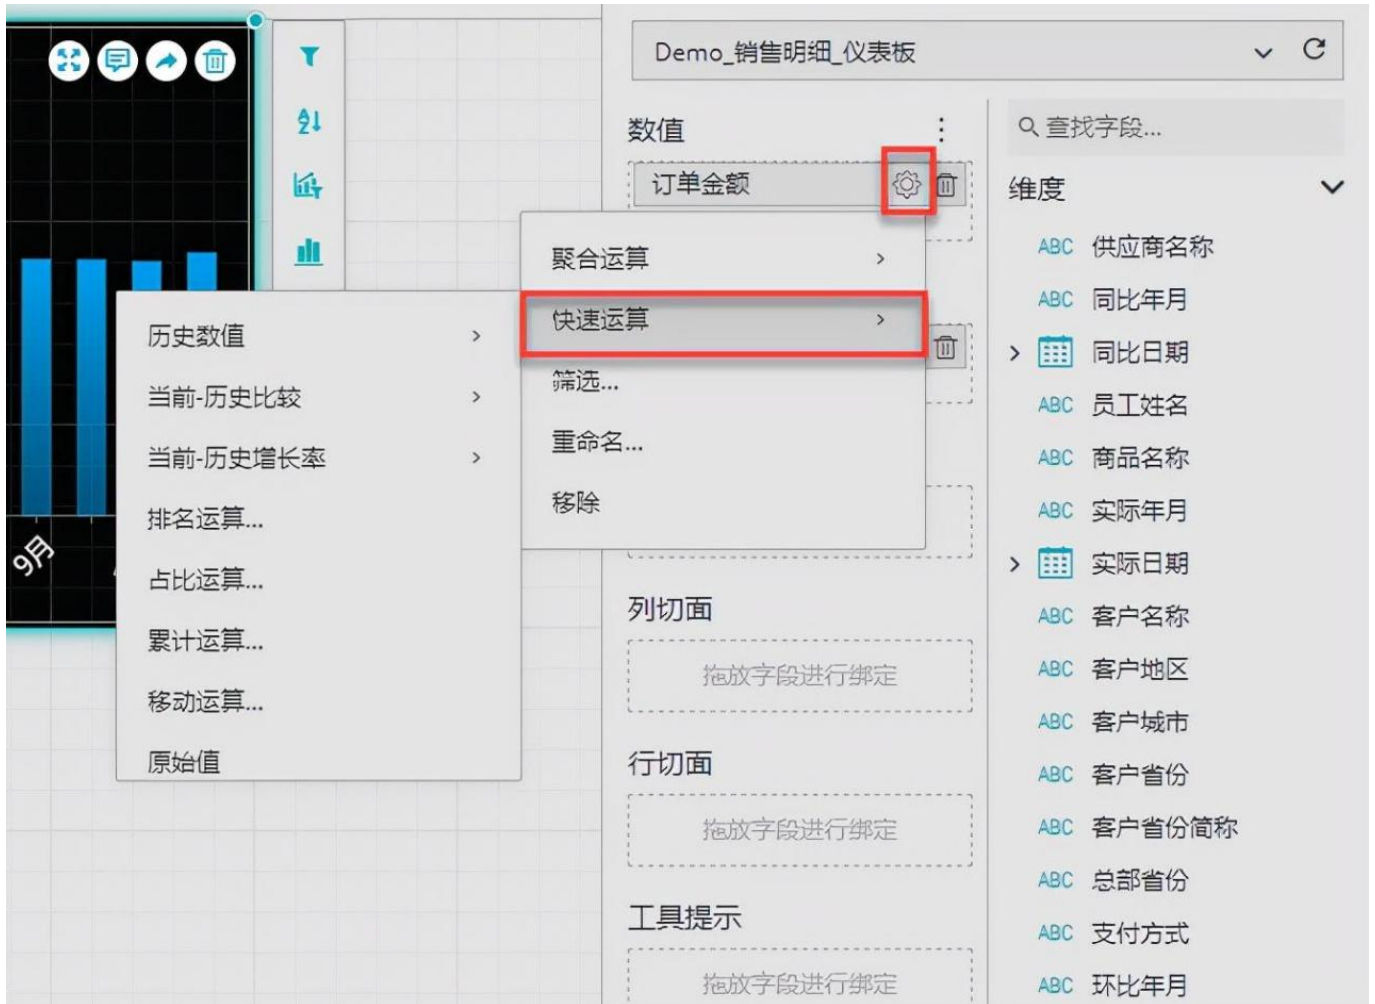 Demo_销售明细_仪表板
数值
订单金额
聚合运算
快速运算
筛选...
重命名...
移除
历史数值
当前-历史比较
当前-历史增长率
排名运算...
占比运算...
累计运算...
移动运算...
原始值
9月
列切面
拖放字段进行绑定
行切面
拖放字段进行绑定
工具提示
拖放字段进行绑定
查找字段...
维度
ABC 供应商名称
ABC 同比年月
同比日期
ABC 员工姓名
ABC 商品名称
ABC 实际年月
实际日期
ABC 客户名称
ABC 客户地区
ABC 客户城市
ABC 客户省份
ABC 客户省份简称
ABC 总部省份
ABC 支付方式
ABC 环比年月